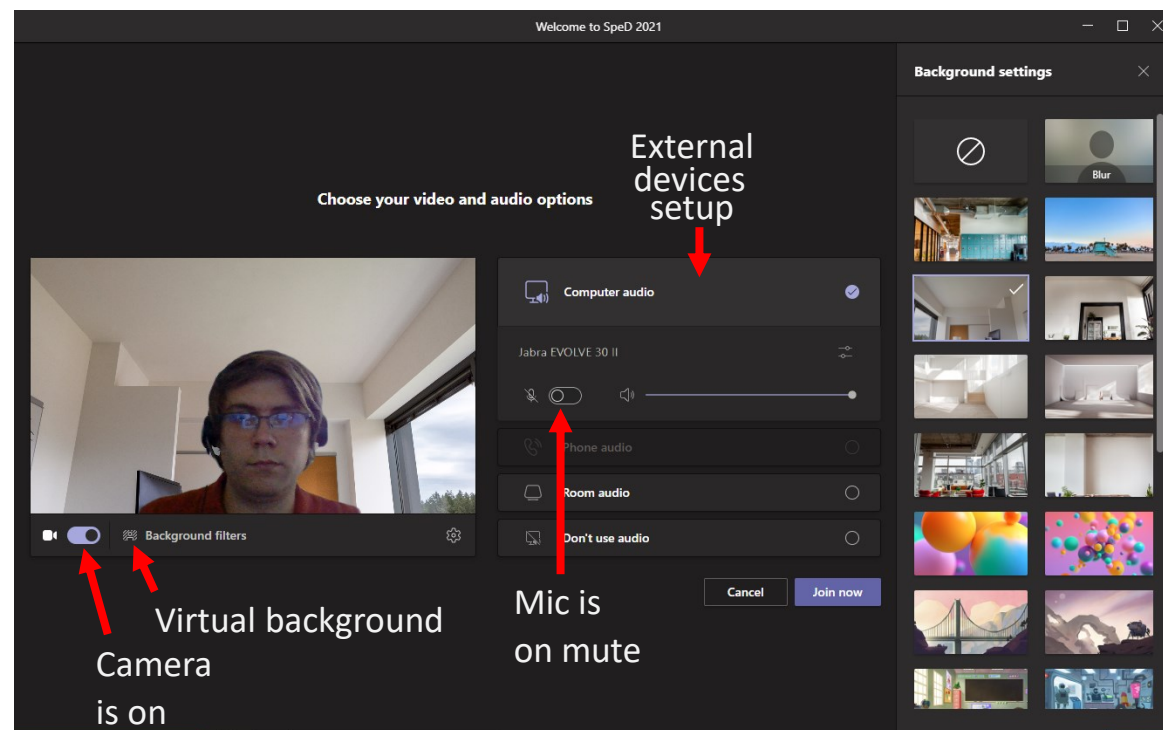 Welcome to SpeD 2021
Background settings
Blur
External
devices
setup
Choose your video and audio options
Computer audio
Jabra EVOLVE 30 II
Phone audio
Room audio
Don't use audio
Background filters
Cancel
Join now
Virtual background
Camera
is on
Mic is
on mute